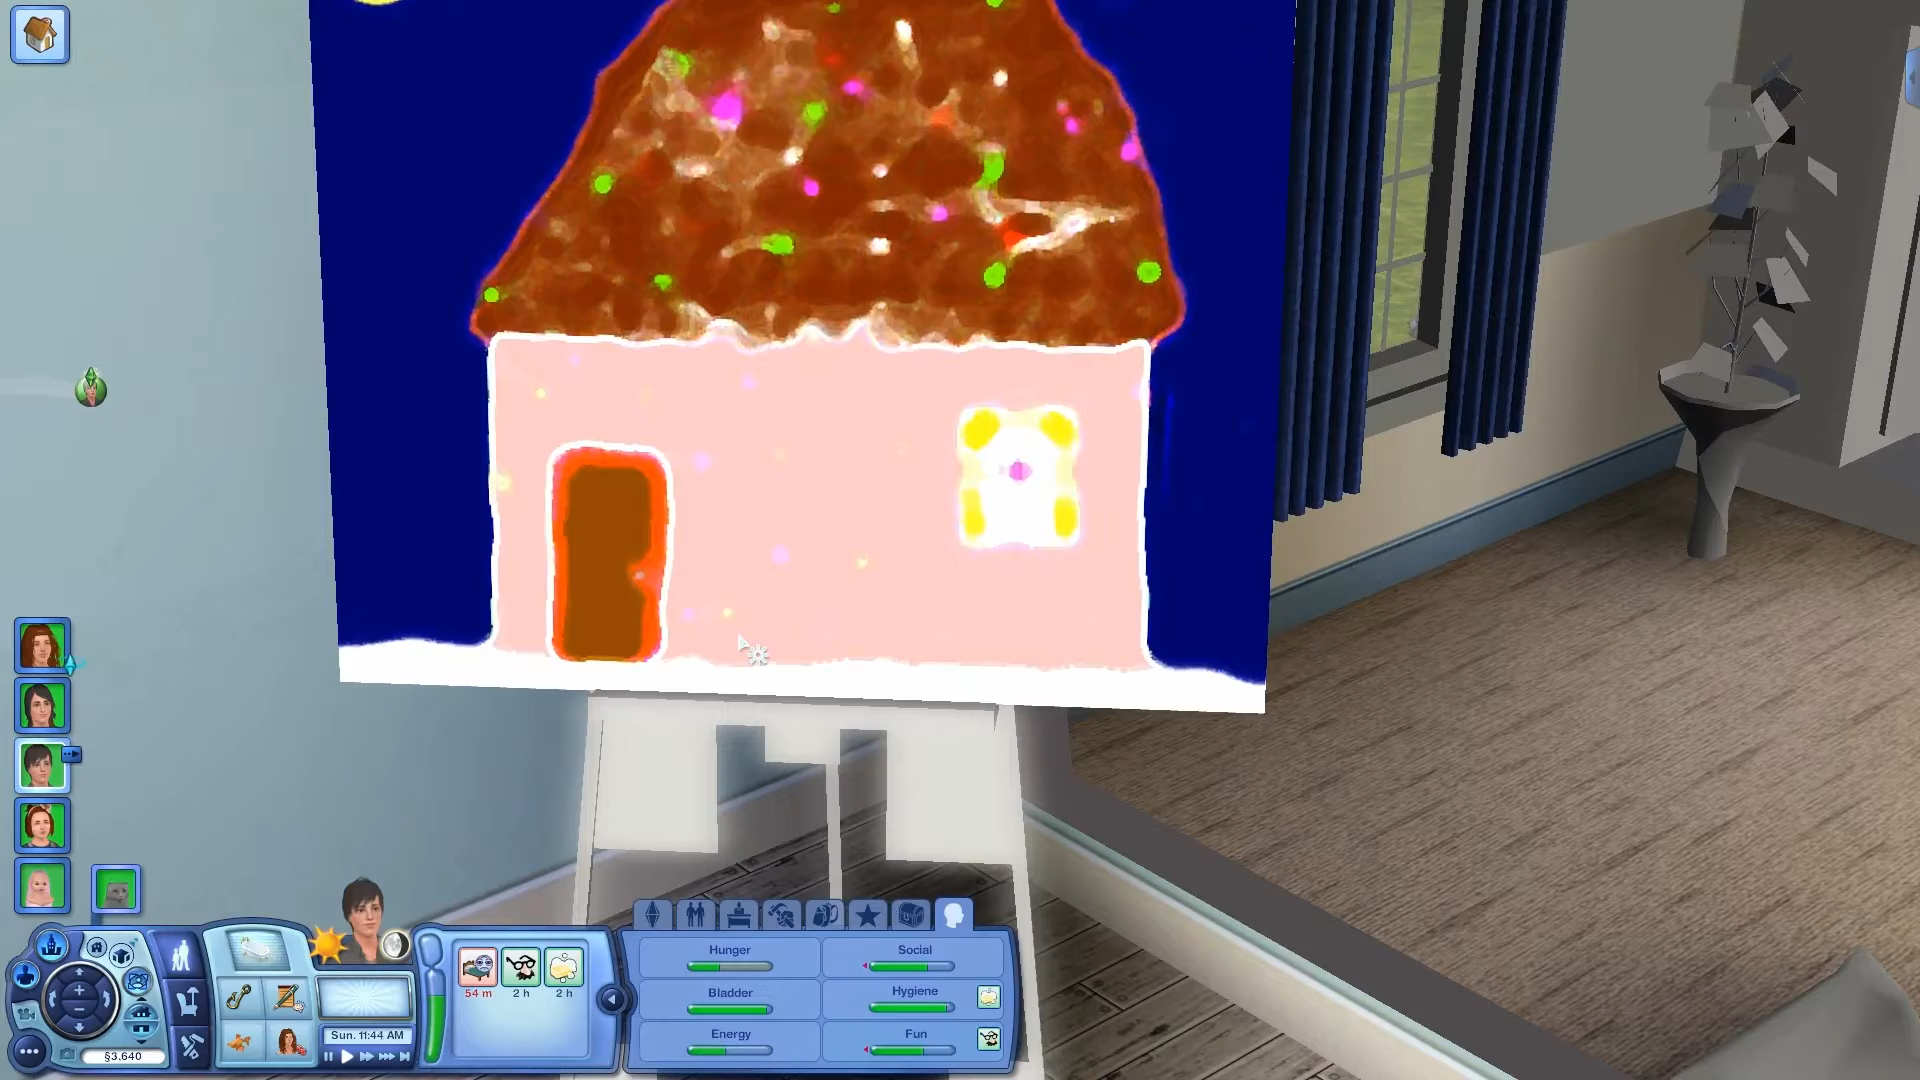 Hunger
Social
Bladder
Hygiene
Energy
Fun
54 m
2 h
2 h
Sun. 11:44 AM
§3,640